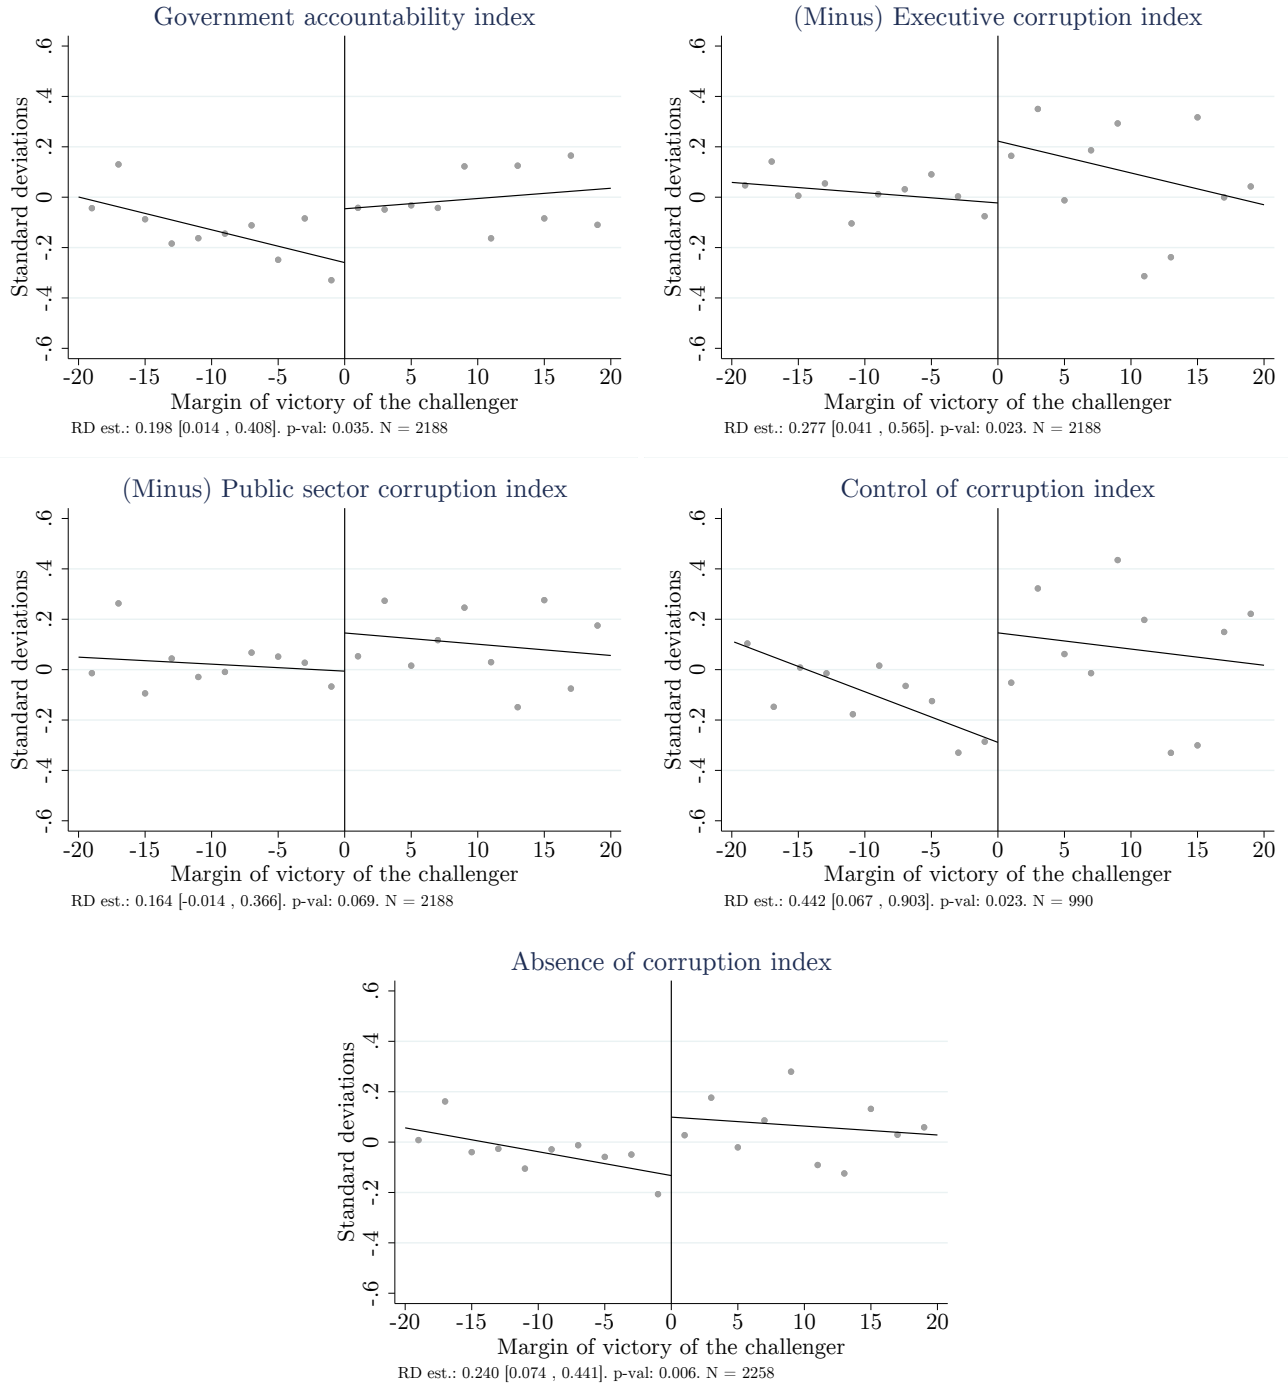 Government accountability index
Standard deviations
.6
.4
.2
0
-.2
-.4
-.6
-20 -15 -10 -5 0 5 10 15 20
Margin of victory of the challenger
RD est.: 0.198 [0.014 , 0.408]. p-val: 0.035. N = 2188
(Minus) Executive corruption index
Standard deviations
.6
.4
.2
0
-.2
-.4
-.6
-20 -15 -10 -5 0 5 10 15 20
Margin of victory of the challenger
RD est.: 0.277 [0.041 , 0.565]. p-val: 0.023. N = 2188
(Minus) Public sector corruption index
Standard deviations
.6
.4
.2
0
-.2
-.4
-.6
-20 -15 -10 -5 0 5 10 15 20
Margin of victory of the challenger
RD est.: 0.164 [-0.014 , 0.366]. p-val: 0.069. N = 2188
Control of corruption index
Standard deviations
.6
.4
.2
0
-.2
-.4
-.6
-20 -15 -10 -5 0 5 10 15 20
Margin of victory of the challenger
RD est.: 0.442 [0.067 , 0.903]. p-val: 0.023. N = 990
Absence of corruption index
Standard deviations
.6
.4
.2
0
-.2
-.4
-.6
-20 -15 -10 -5 0 5 10 15 20
Margin of victory of the challenger
RD est.: 0.240 [0.074 , 0.441]. p-val: 0.006. N = 2258